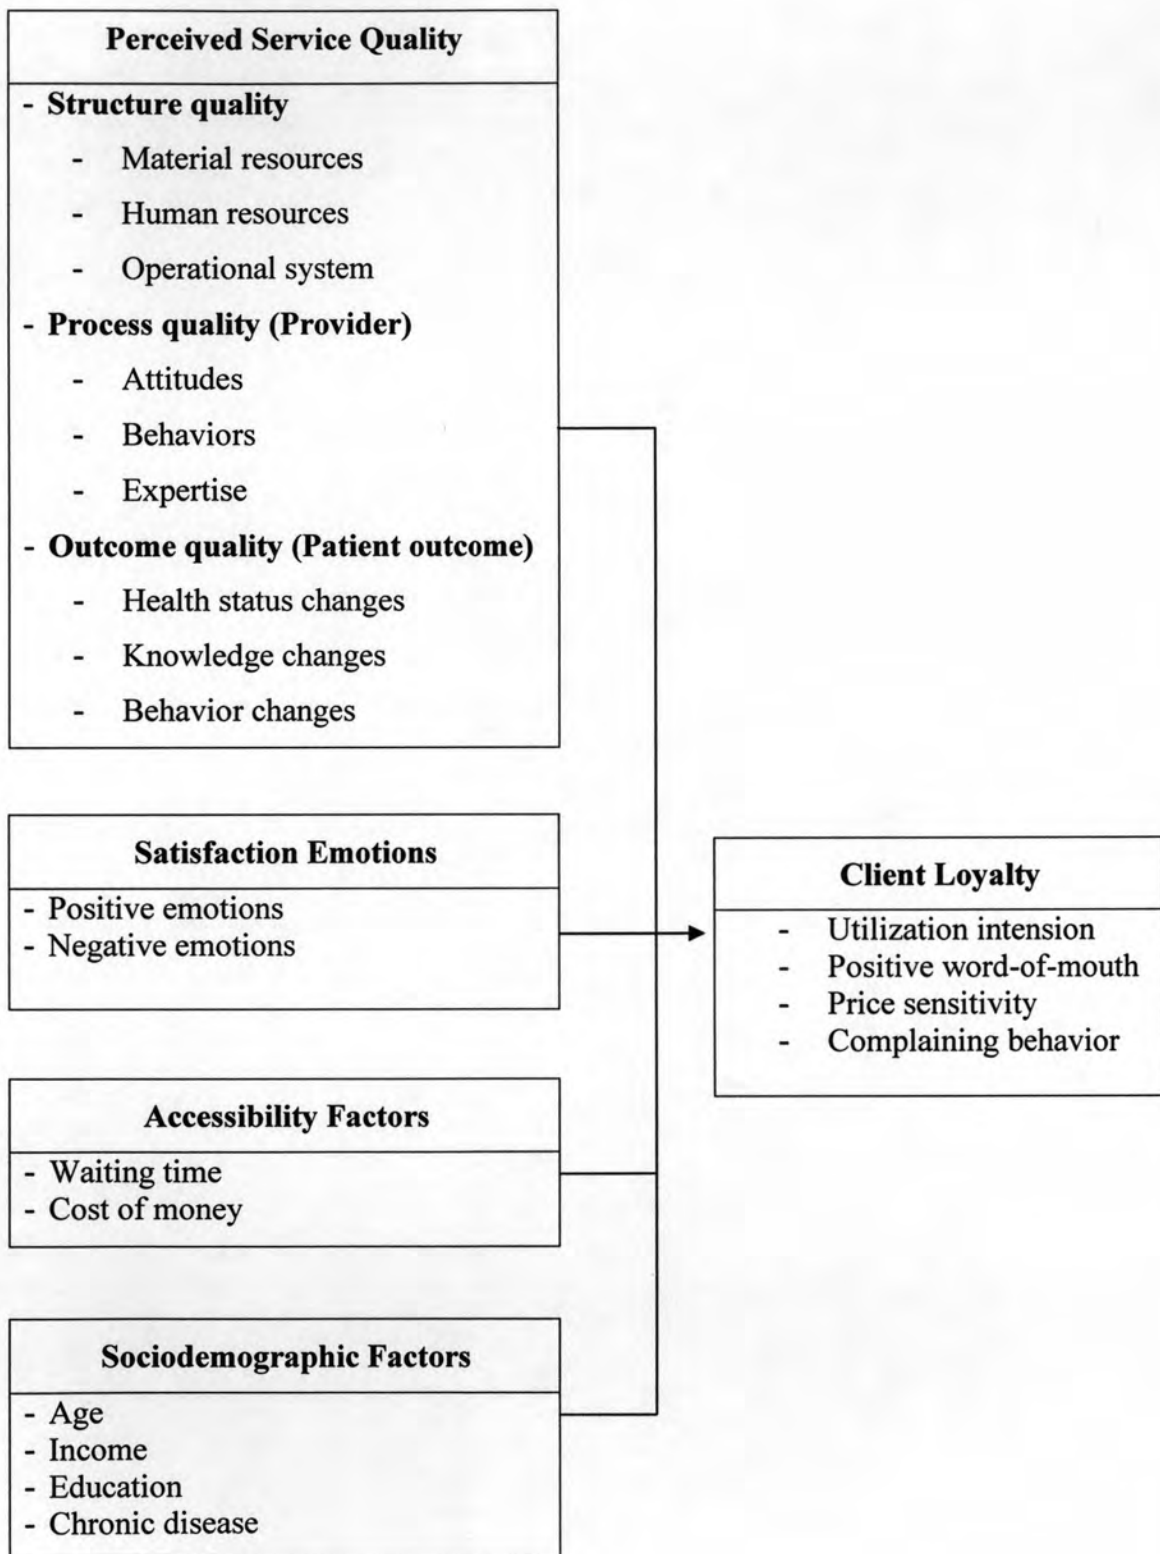 Perceived Service Quality
- Structure quality
- Material resources
- Human resources
- Operational system
- Process quality (Provider)
- Attitudes
- Behaviors
- Expertise
- Outcome quality (Patient outcome)
- Health status changes
- Knowledge changes
- Behavior changes
Satisfaction Emotions
- Positive emotions
- Negative emotions
Client Loyalty
- Utilization intension
- Positive word-of-mouth
- Price sensitivity
- Complaining behavior
Accessibility Factors
- Waiting time
- Cost of money
Sociodemographic Factors
- Age
- Income
- Education
- Chronic disease